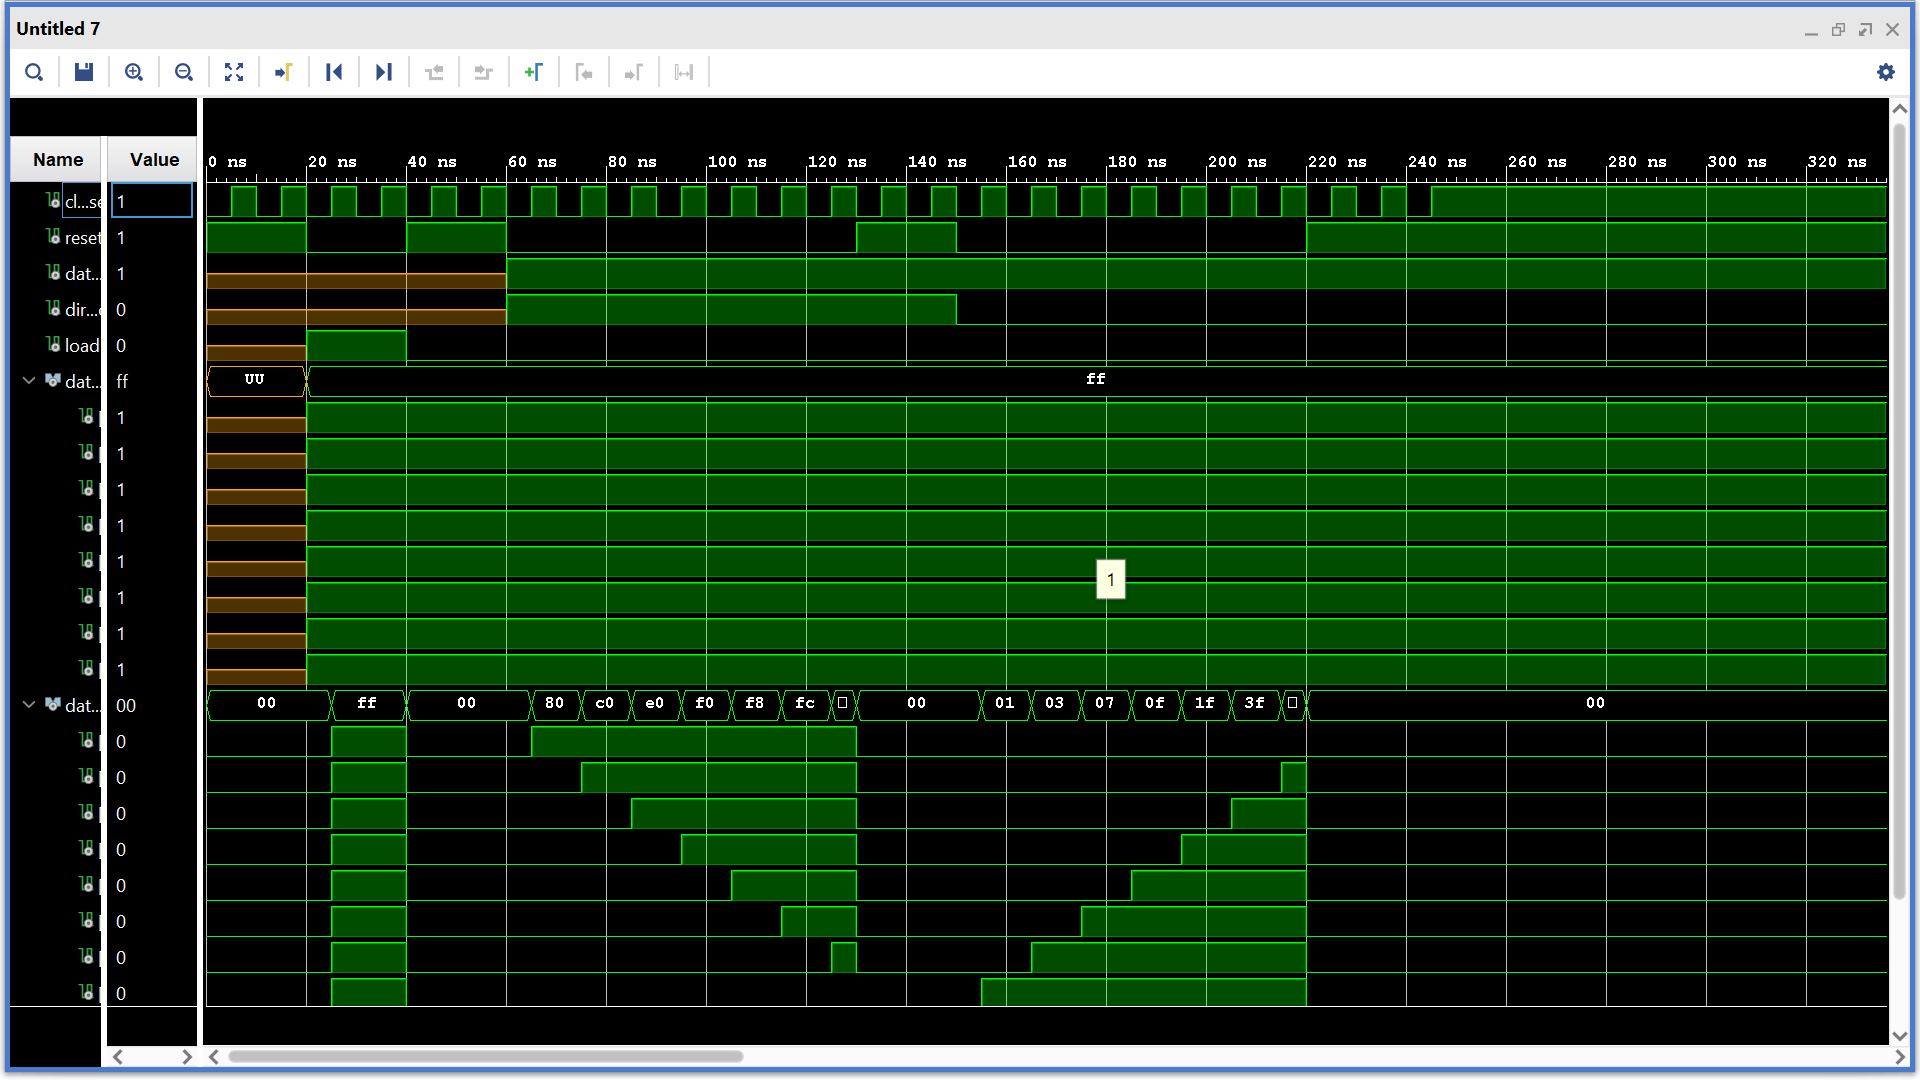 Untitled 7
Name Value
0 ns 20 ns 40 ns 60 ns 80 ns 100 ns 120 ns 140 ns 160 ns 180 ns 200 ns 220 ns 240 ns 260 ns 280 ns 300 ns 320 ns
cl...se 1
reset 1
dat... 1
dir... 0
load 0
dat... ff UU ff
1
1
1
1
1
1
1
1
1
dat... 00 00 ff 00 80 c0 e0 f0 f8 fc 00 01 03 07 0f 1f 3f 00
0
0
0
0
0
0
0
0